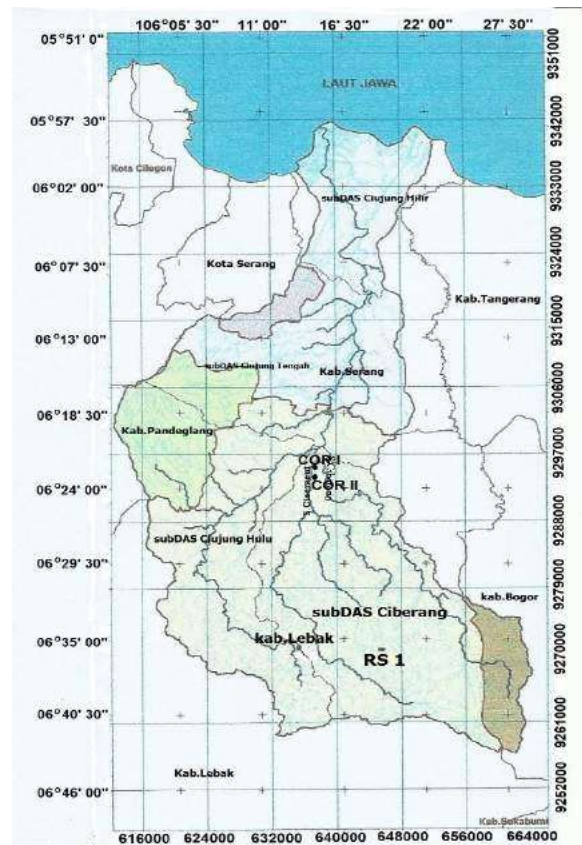 106°05' 30" 11' 00" 16' 30" 22' 00" 27' 30"
05°51' 0"
05°57' 30"
06°02' 00"
06°07' 30"
06°13' 00"
06°18' 30"
06°24' 00"
06°29' 30"
06°35' 00"
06°40' 30"
06°46' 00"
LAUT JAWA
Kota Cilegon
subDAS Ciujung Hilir
Kota Serang
Kab.Tangerang
subDAS Ciujung Tengah
Kab.Serang
Kab.Pandeglang
COR I
COR II
subDAS Ciujung Hulu
kab.Bogor
subDAS Ciberang
kab.Lebak
RS 1
Kab.Lebak
Kab.Sukabumi
9351000
9342000
9333000
9324000
9315000
9306000
9297000
9288000
9279000
9270000
9261000
9252000
616000 624000 632000 640000 648000 656000 664000